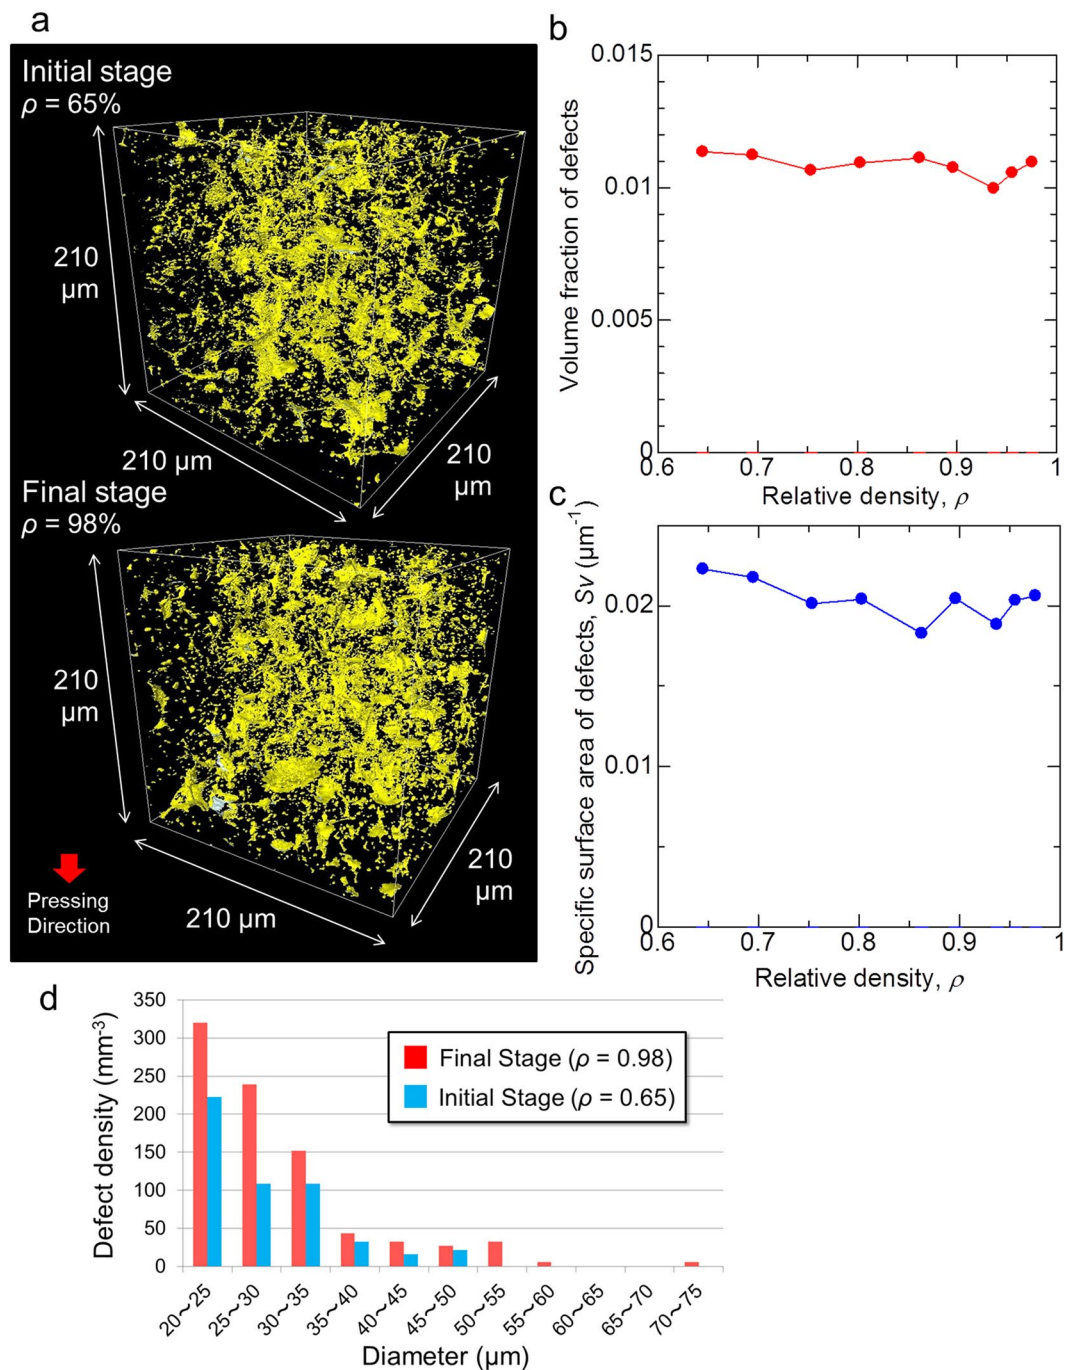 a
Initial stage
ρ = 65%
210
μm
210 μm
210
μm
Final stage
ρ = 98%
210
μm
210 μm
210
μm
Pressing
Direction
b
Volume fraction of defects
0.015
0.01
0.005
0
0.6 0.7 0.8 0.9 1
Relative density, ρ
c
Specific surface area of defects, Sv (μm⁻¹)
0.02
0.01
0
0.6 0.7 0.8 0.9 1
Relative density, ρ
d
Defect density (mm⁻³)
350
300
250
200
150
100
50
0
Final Stage (ρ = 0.98)
Initial Stage (ρ = 0.65)
20~25 25~30 30~35 35~40 40~45 45~50 50~55 55~60 60~65 65~70 70~75
Diameter (μm)